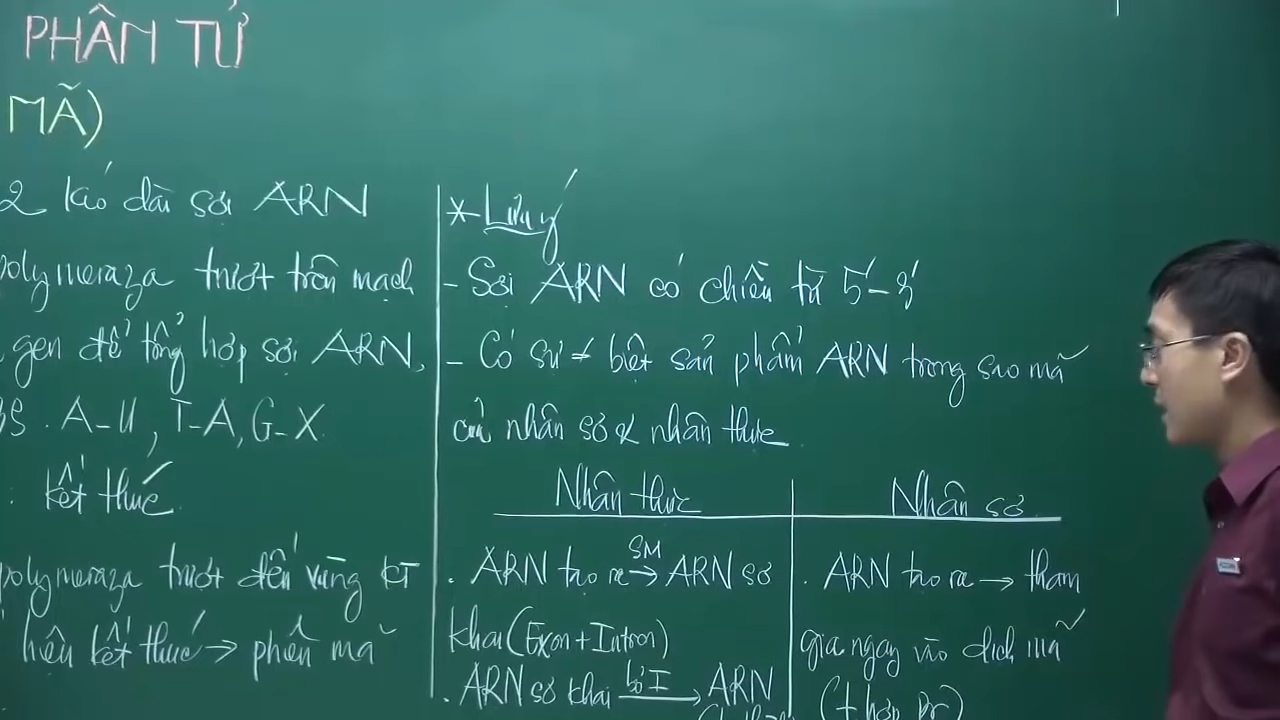 PHÂN TỬ
MÃ)
2 kéo dài sợi ARN
polymeraza trượt trên mạch
gen để tổng hợp sợi ARN,
BS. A-U, T-A, G-X
kết thúc
polymeraza trượt đến vùng kT
hiệu kết thúc → phiên mã
* Lưu ý
- Sợi ARN có chiều từ 5'-3'
- Có sự ≠ biệt sản phẩm ARN trong sao mã
của nhân sơ & nhân thực
Nhân thực
. ARN tạo ra SM→ ARN sơ
khai (Exon + Intron)
. ARN sơ khai bỏ I→ ARN
Nhân sơ
. ARN tạo ra → tham
gia ngay vào dịch mã
(t hợp Pr)